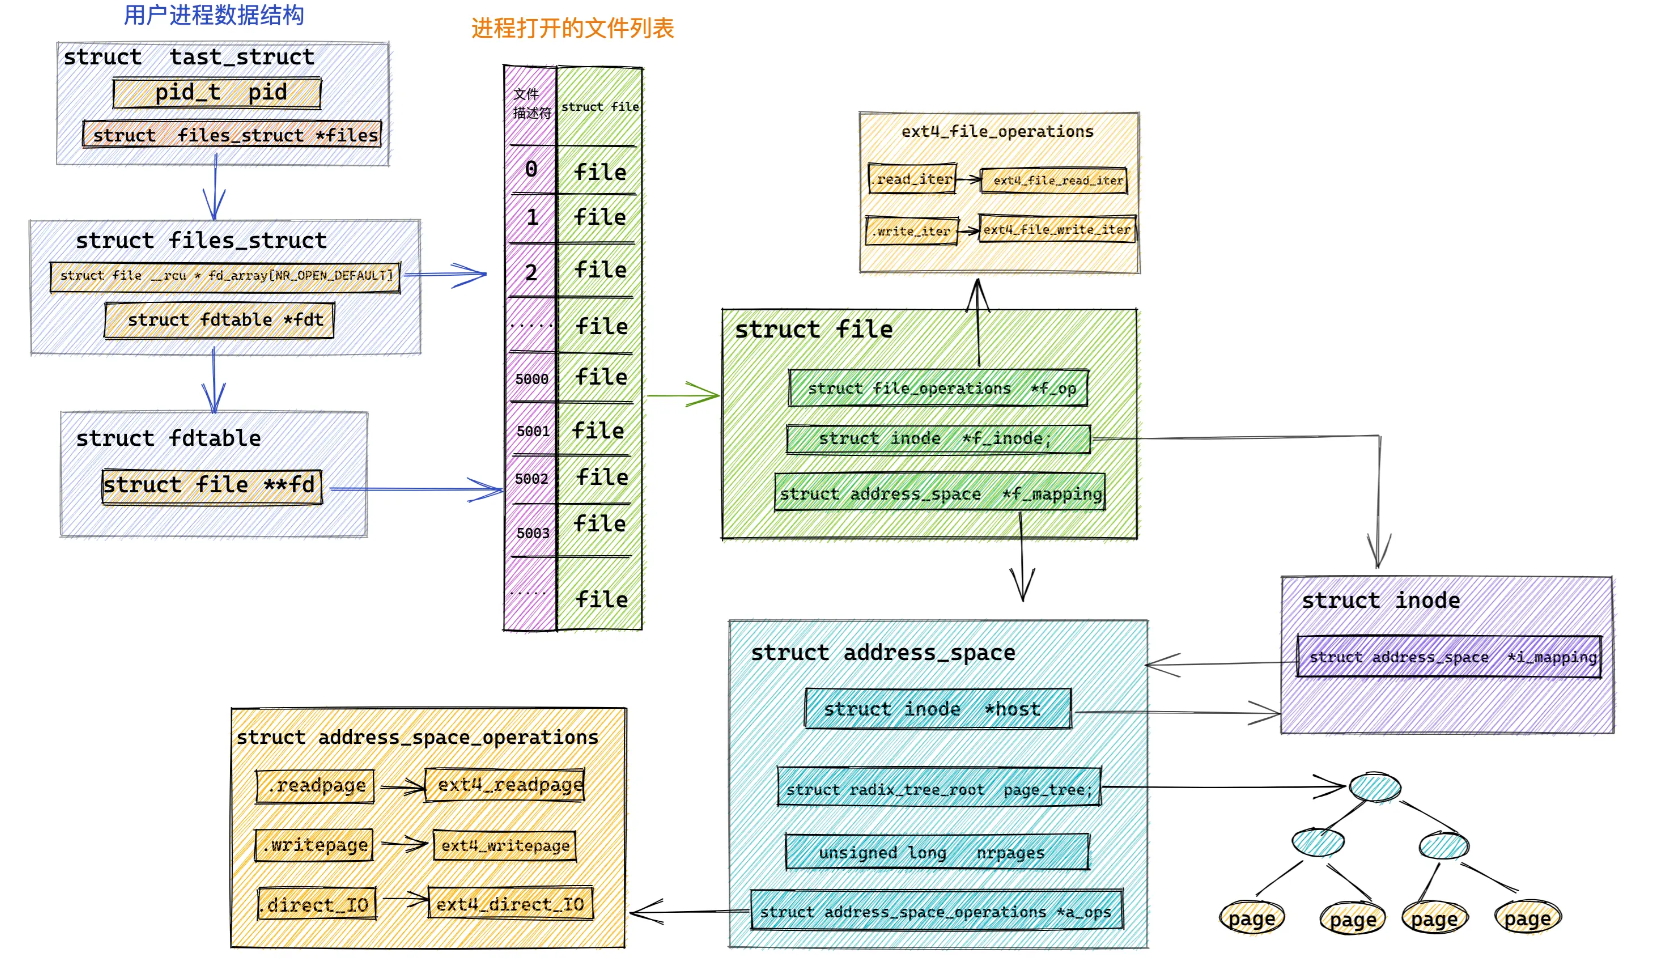 用户进程数据结构
struct  tast_struct
pid_t  pid
struct  files_struct *files
struct files_struct
struct file __rcu * fd_array[NR_OPEN_DEFAULT]
struct fdtable *fdt
struct fdtable
struct file **fd
进程打开的文件列表
文件
描述符
struct file
0
file
1
file
2
file
.....
file
5000
file
5001
file
5002
file
5003
file
.....
file
ext4_file_operations
.read_iter
ext4_file_read_iter
.write_iter
ext4_file_write_iter
struct file
struct file_operations  *f_op
struct inode  *f_inode;
struct address_space  *f_mapping
struct inode
struct address_space  *i_mapping
struct address_space
struct inode  *host
struct radix_tree_root  page_tree;
unsigned long   nrpages
struct address_space_operations *a_ops
struct address_space_operations
.readpage
ext4_readpage
.writepage
ext4_writepage
.direct_IO
ext4_direct_IO
page
page
page
page